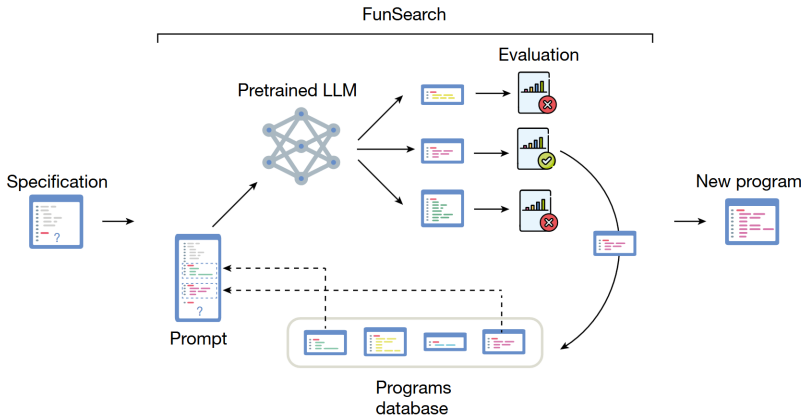 FunSearch
Evaluation
Pretrained LLM
Specification
?
New program
?
Prompt
Programs
database